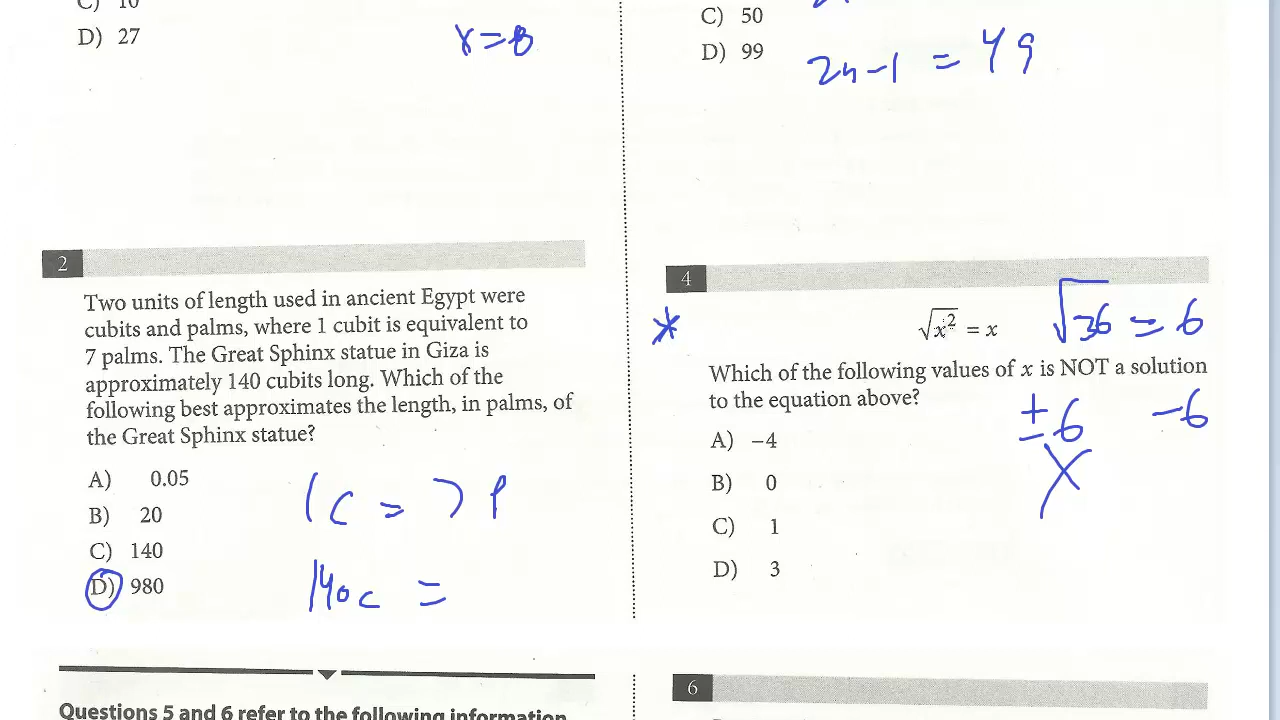 C) 10
D) 27
x=8
C) 50
D) 99
2n-1 = 49
2
Two units of length used in ancient Egypt were
cubits and palms, where 1 cubit is equivalent to
7 palms. The Great Sphinx statue in Giza is
approximately 140 cubits long. Which of the
following best approximates the length, in palms, of
the Great Sphinx statue?
A) 0.05
B) 20
C) 140
D) 980
1c = 7 p
140c =
4
*
√x² = x
√36 = 6
Which of the following values of x is NOT a solution
to the equation above?
±6
-6
A) −4
B) 0
C) 1
D) 3
Questions 5 and 6 refer to the following information
6